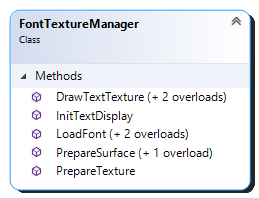 FontTextureManager
Class
Methods
DrawTextTexture (+ 2 overloads)
InitTextDisplay
LoadFont (+ 2 overloads)
PrepareSurface (+ 1 overload)
PrepareTexture